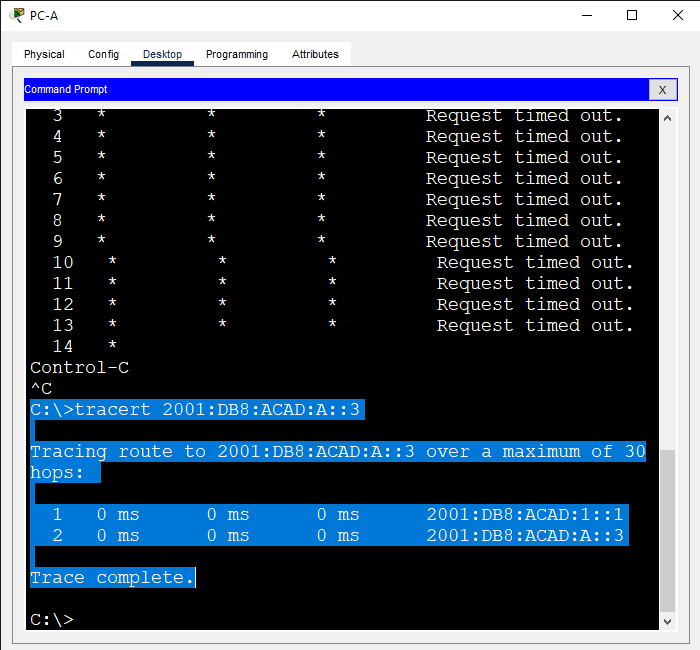 PC-A
Physical Config Desktop Programming Attributes
Command Prompt X
3 * * * Request timed out.
4 * * * Request timed out.
5 * * * Request timed out.
6 * * * Request timed out.
7 * * * Request timed out.
8 * * * Request timed out.
9 * * * Request timed out.
10 * * * Request timed out.
11 * * * Request timed out.
12 * * * Request timed out.
13 * * * Request timed out.
14 *
Control-C
^C
C:\>tracert 2001:DB8:ACAD:A::3
Tracing route to 2001:DB8:ACAD:A::3 over a maximum of 30
hops:
1 0 ms 0 ms 0 ms 2001:DB8:ACAD:1::1
2 0 ms 0 ms 0 ms 2001:DB8:ACAD:A::3
Trace complete.
C:\>